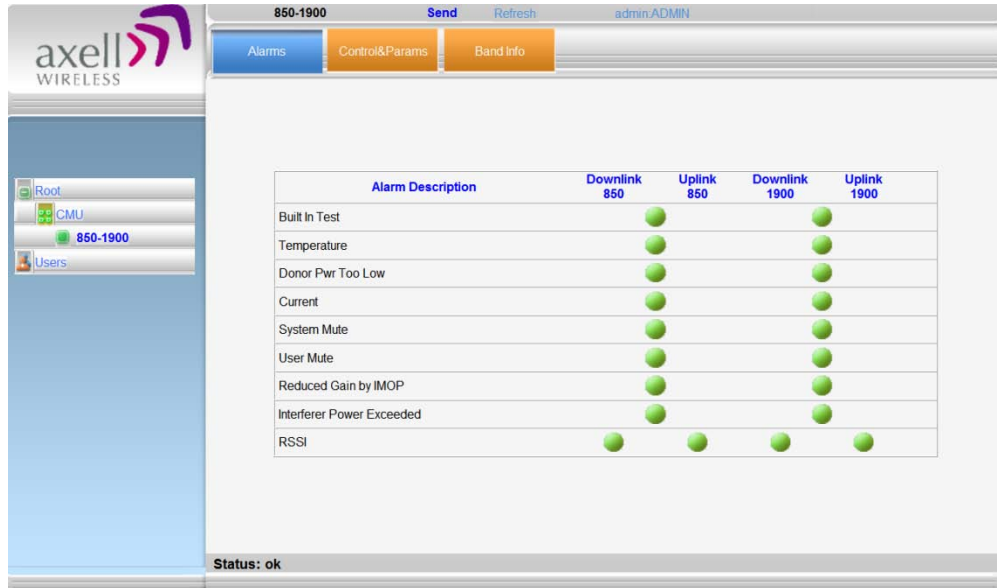 axell
WIRELESS
850-1900 Send Refresh admin:ADMIN
Alarms Control&Params Band Info
Root
CMU
850-1900
Users
Alarm Description Downlink 850 Uplink 850 Downlink 1900 Uplink 1900
Built In Test
Temperature
Donor Pwr Too Low
Current
System Mute
User Mute
Reduced Gain by IMOP
Interferer Power Exceeded
RSSI
Status: ok